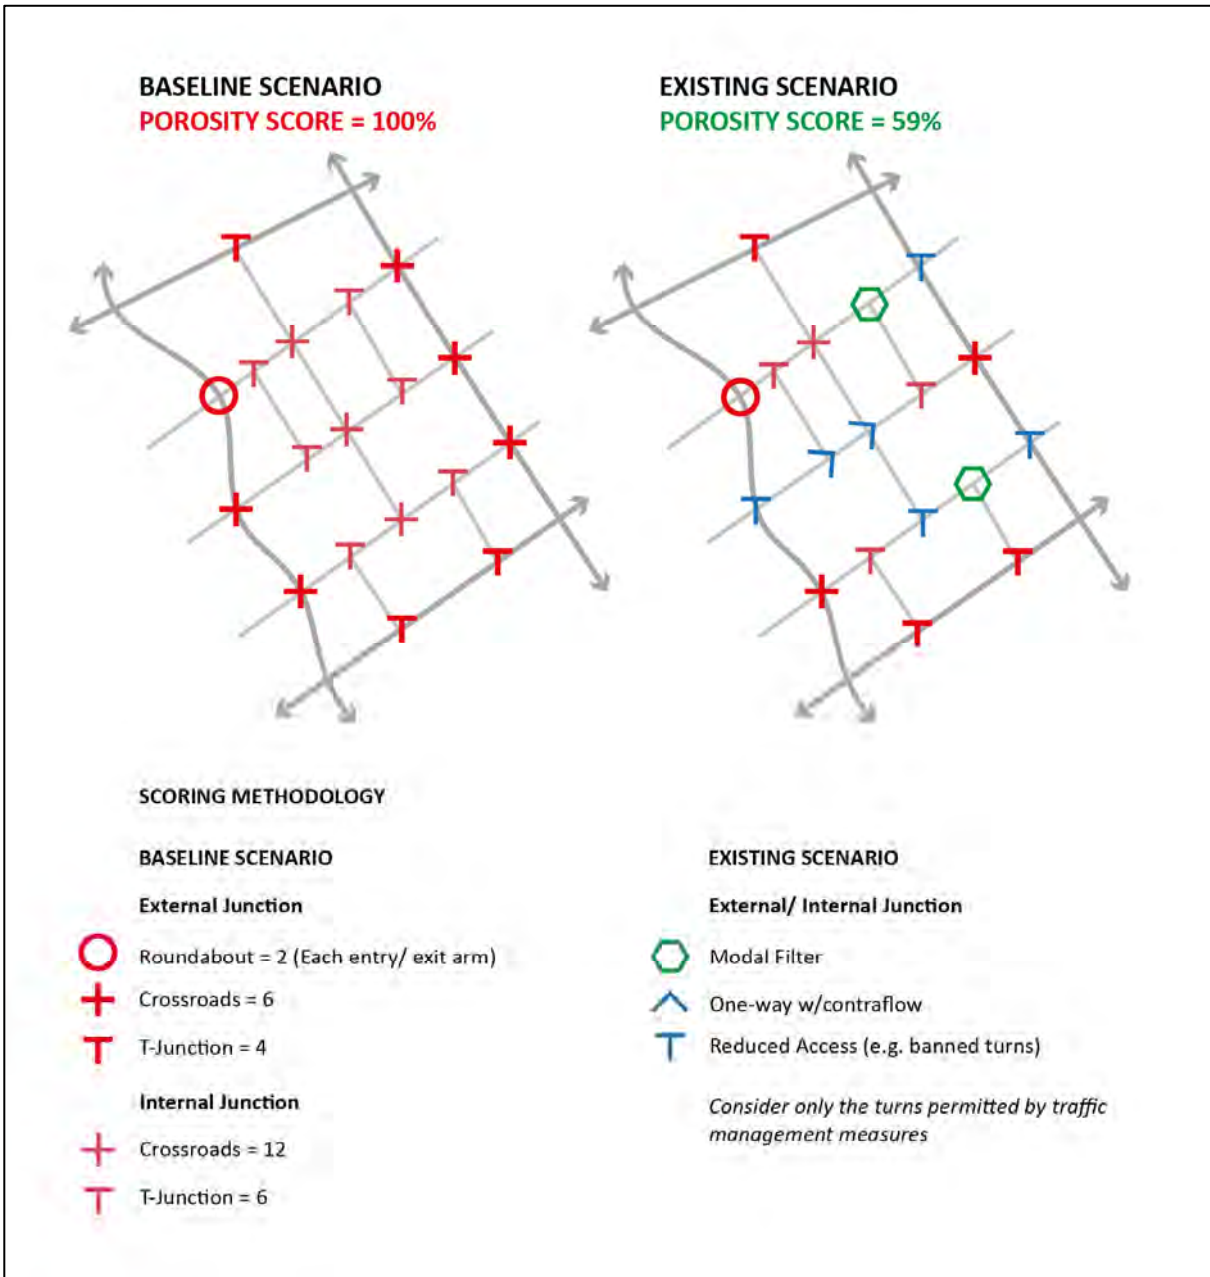 BASELINE SCENARIO
POROSITY SCORE = 100%
EXISTING SCENARIO
POROSITY SCORE = 59%
SCORING METHODOLOGY
BASELINE SCENARIO
External Junction
Roundabout = 2 (Each entry/ exit arm)
Crossroads = 6
T-Junction = 4
Internal Junction
Crossroads = 12
T-Junction = 6
EXISTING SCENARIO
External/ Internal Junction
Modal Filter
One-way w/contraflow
Reduced Access (e.g. banned turns)
Consider only the turns permitted by traffic
management measures